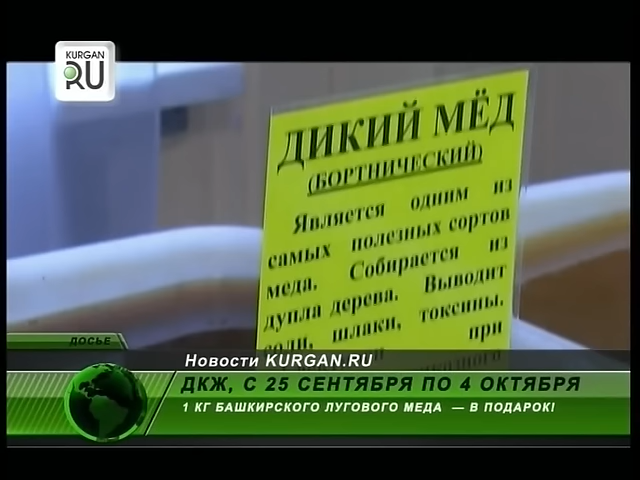 KURGAN
RU
ДИКИЙ МЁД
(БОРТНИЧЕСКИЙ)
Является одним из
самых полезных сортов
меда. Собирается из
дупла дерева. Выводит
соли, шлаки, токсины.
при
ДОСЬЕ
Новости KURGAN.RU
ДКЖ, С 25 СЕНТЯБРЯ ПО 4 ОКТЯБРЯ
1 КГ БАШКИРСКОГО ЛУГОВОГО МЕДА — В ПОДАРОК!